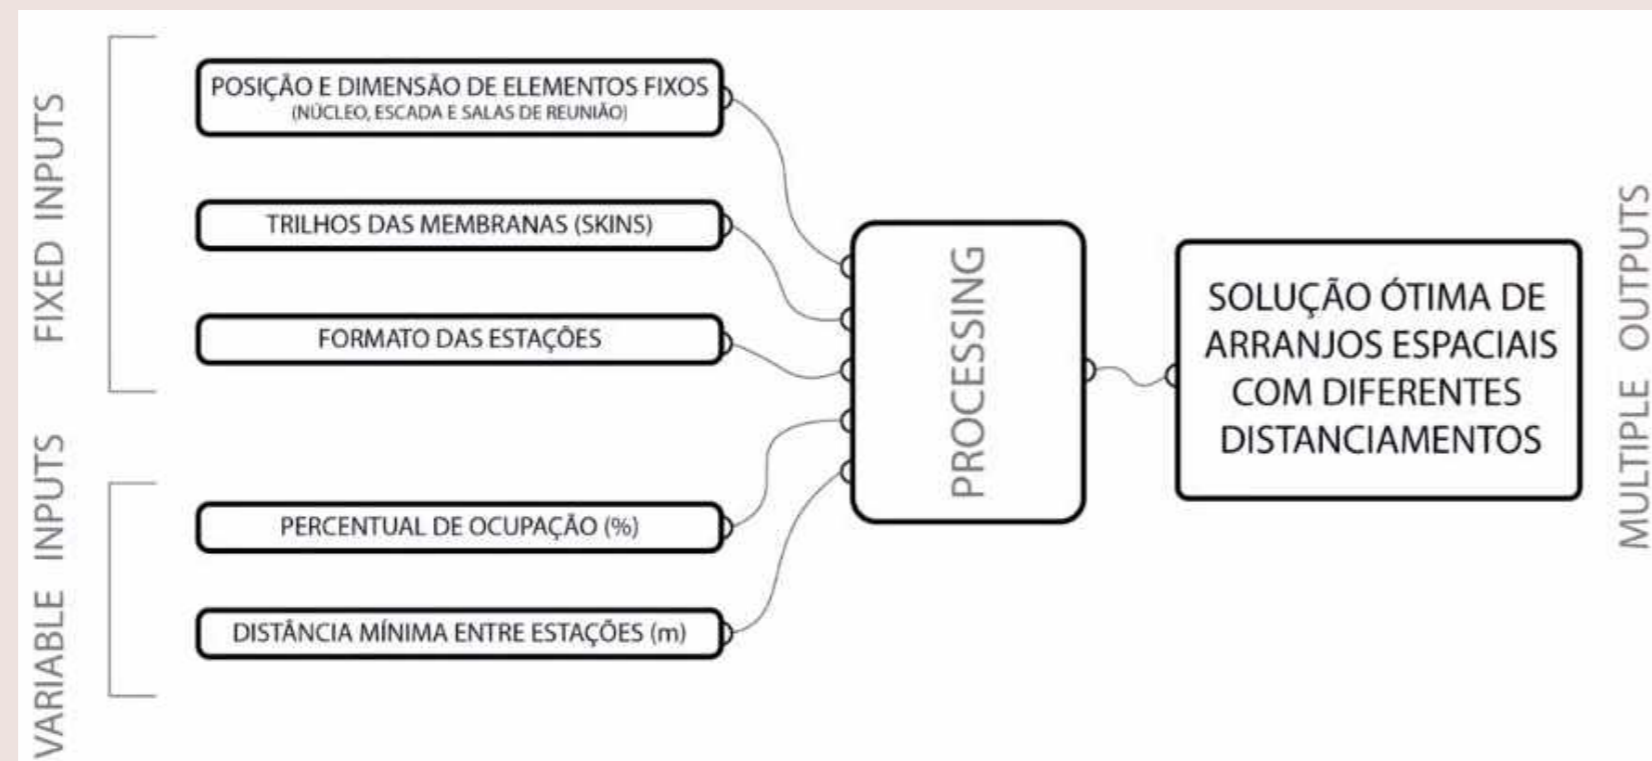 FIXED INPUTS
POSIÇÃO E DIMENSÃO DE ELEMENTOS FIXOS
(NÚCLEO, ESCADA E SALAS DE REUNIÃO)
TRILHOS DAS MEMBRANAS (SKINS)
FORMATO DAS ESTAÇÕES
VARIABLE INPUTS
PERCENTUAL DE OCUPAÇÃO (%)
DISTÂNCIA MÍNIMA ENTRE ESTAÇÕES (m)
PROCESSING
SOLUÇÃO ÓTIMA DE
ARRANJOS ESPACIAIS
COM DIFERENTES
DISTANCIAMENTOS
MULTIPLE OUTPUTS